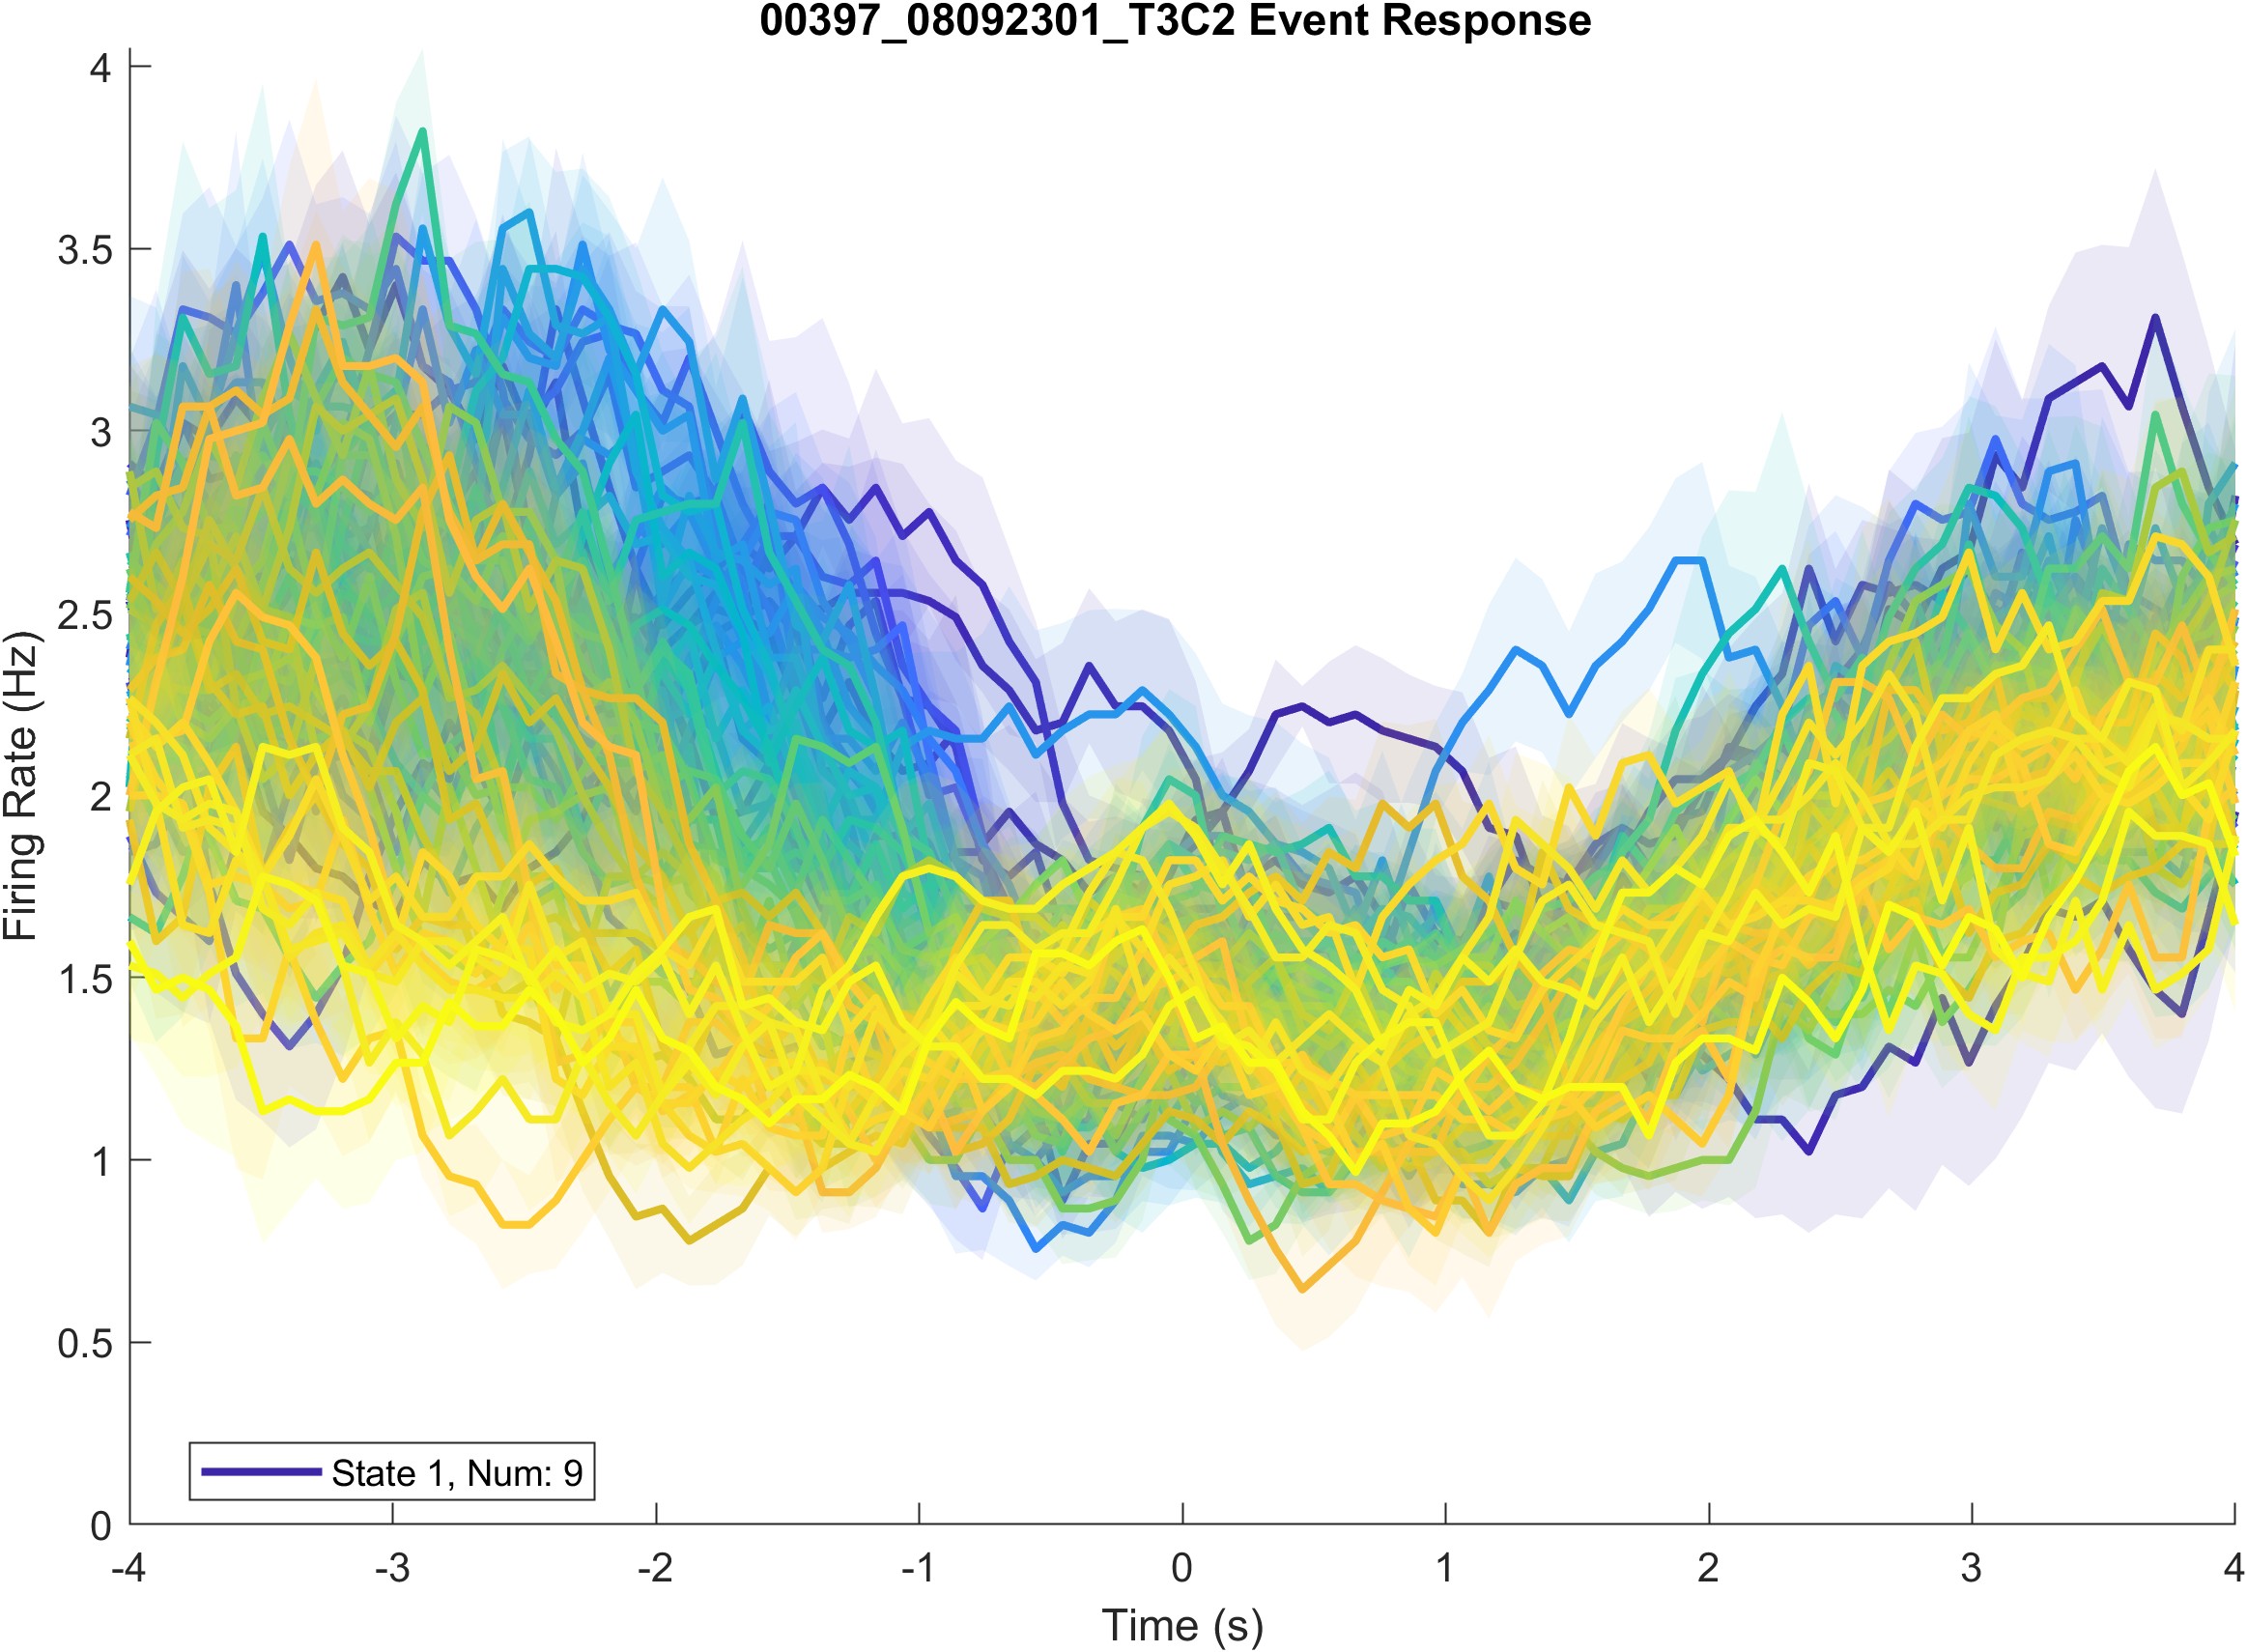 00397_08092301_T3C2 Event Response
4
3.5
3
2.5
2
1.5
1
0.5
0
Firing Rate (Hz)
State 1, Num: 9
-4 -3 -2 -1 0 1 2 3 4
Time (s)